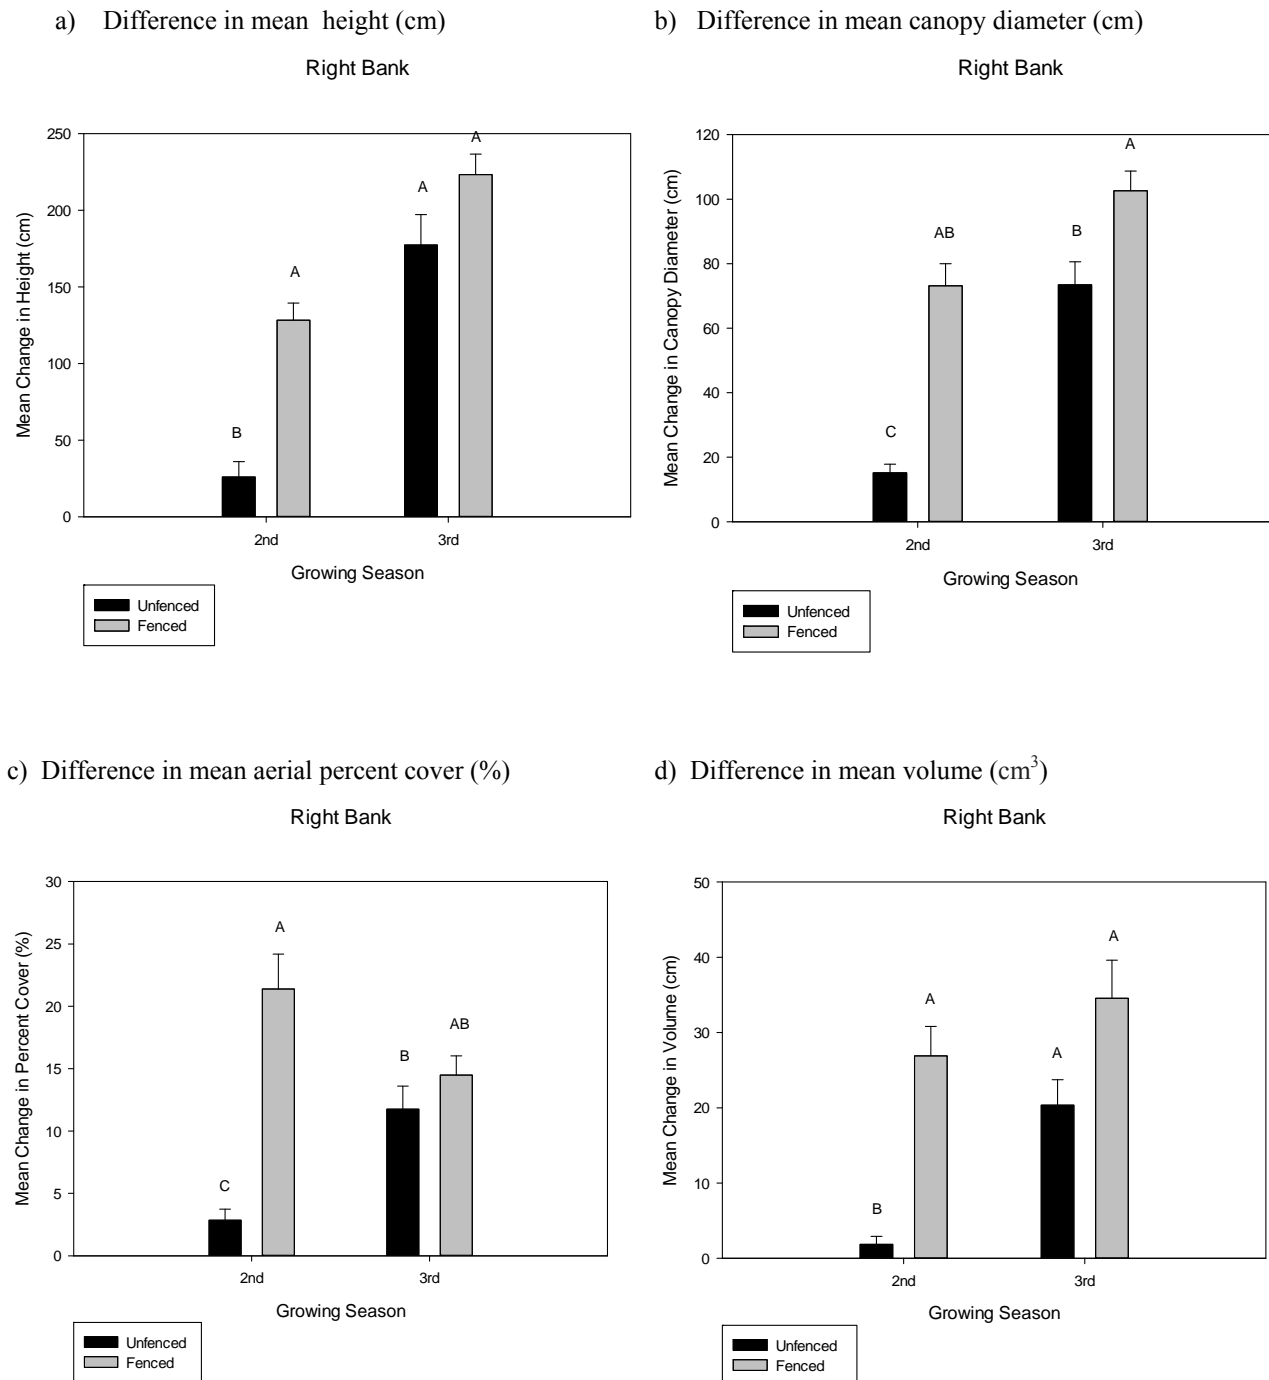 a) Difference in mean height (cm)
Right Bank
Mean Change in Height (cm)
250
200
150
100
50
0
B
A
A
A
2nd
3rd
Growing Season
Unfenced
Fenced
b) Difference in mean canopy diameter (cm)
Right Bank
Mean Change in Canopy Diameter (cm)
120
100
80
60
40
20
0
C
AB
B
A
2nd
3rd
Growing Season
Unfenced
Fenced
c) Difference in mean aerial percent cover (%)
Right Bank
Mean Change in Percent Cover (%)
30
25
20
15
10
5
0
C
A
B
AB
2nd
3rd
Growing Season
Unfenced
Fenced
d) Difference in mean volume (cm³)
Right Bank
Mean Change in Volume (cm)
50
40
30
20
10
0
B
A
A
A
2nd
3rd
Growing Season
Unfenced
Fenced